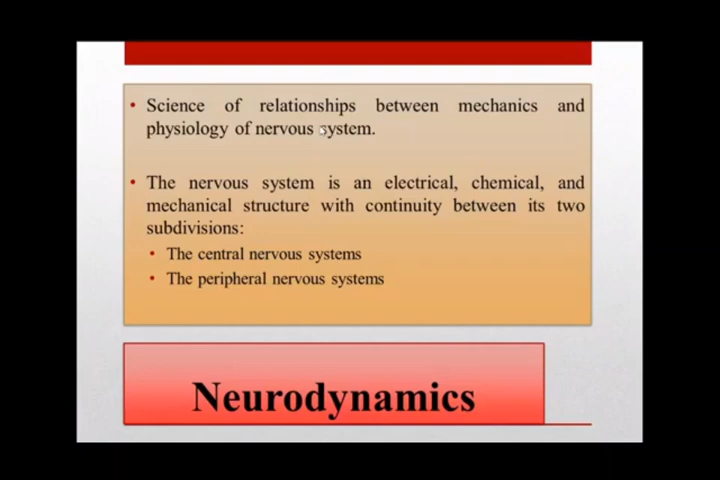 • Science of relationships between mechanics and
physiology of nervous system.
• The nervous system is an electrical, chemical, and
mechanical structure with continuity between its two
subdivisions:
• The central nervous systems
• The peripheral nervous systems
Neurodynamics